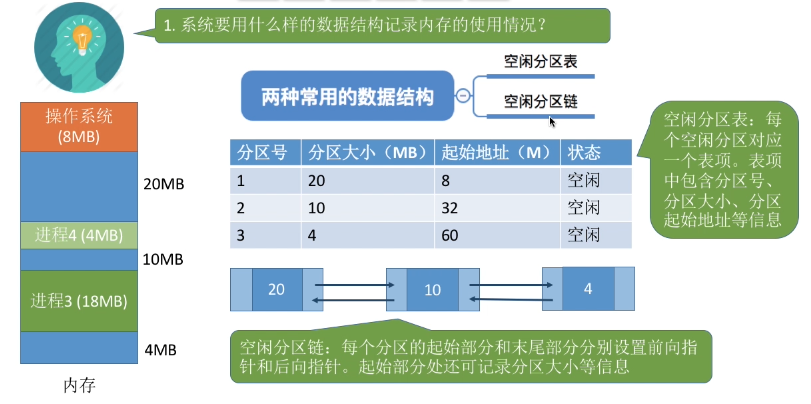 1. 系统要用什么样的数据结构记录内存的使用情况？
两种常用的数据结构
空闲分区表
空闲分区链
操作系统
(8MB)
20MB
进程4 (4MB)
10MB
进程3 (18MB)
4MB
内存
分区号 分区大小（MB） 起始地址（M） 状态
1 20 8 空闲
2 10 32 空闲
3 4 60 空闲
空闲分区表：每
个空闲分区对应
一个表项。表项
中包含分区号、
分区大小、分区
起始地址等信息
20 10 4
空闲分区链：每个分区的起始部分和末尾部分分别设置前向指
针和后向指针。起始部分处还可记录分区大小等信息